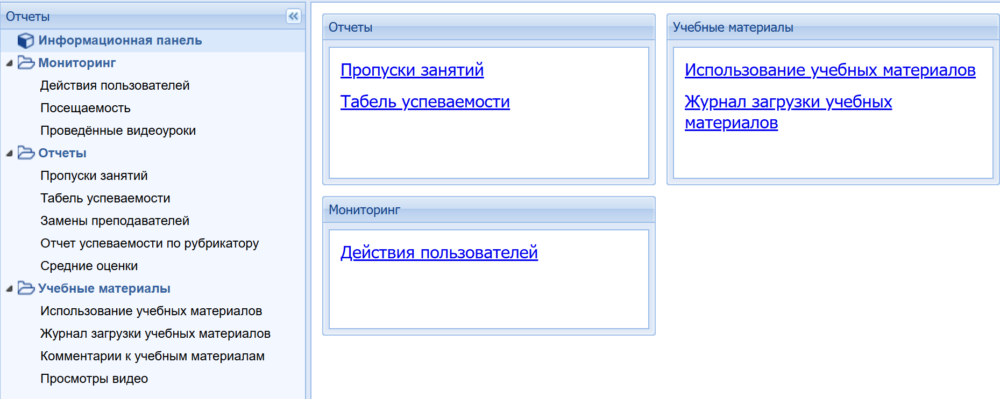 Отчеты
Информационная панель
Мониторинг
Действия пользователей
Посещаемость
Проведённые видеоуроки
Отчеты
Пропуски занятий
Табель успеваемости
Замены преподавателей
Отчет успеваемости по рубрикатору
Средние оценки
Учебные материалы
Использование учебных материалов
Журнал загрузки учебных материалов
Комментарии к учебным материалам
Просмотры видео
Отчеты
Пропуски занятий
Табель успеваемости
Учебные материалы
Использование учебных материалов
Журнал загрузки учебных
материалов
Мониторинг
Действия пользователей